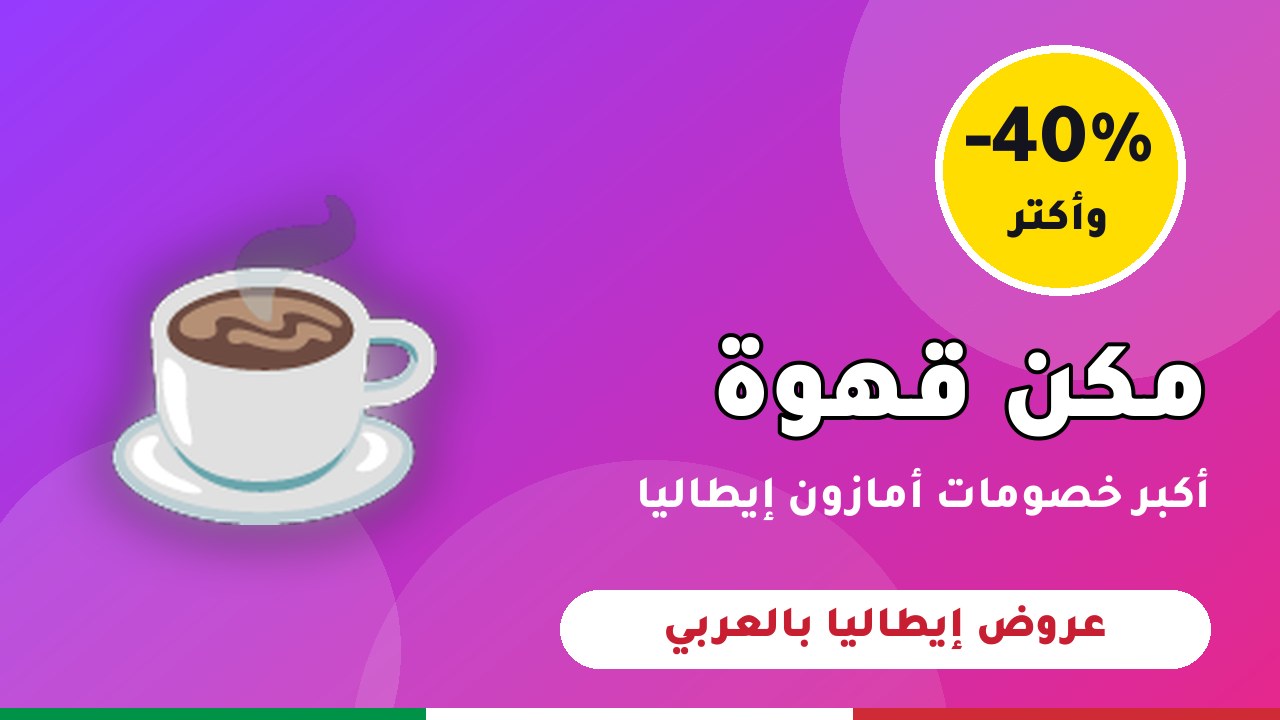 -40%
وأكتر
مكن قهوة
أكبر خصومات أمازون إيطاليا
عروض إيطاليا بالعربي